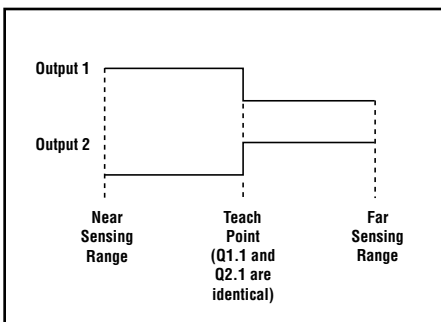 Output 1
Output 2
Near
Sensing
Range
Teach
Point
(Q1.1 and
Q2.1 are
identical)
Far
Sensing
Range